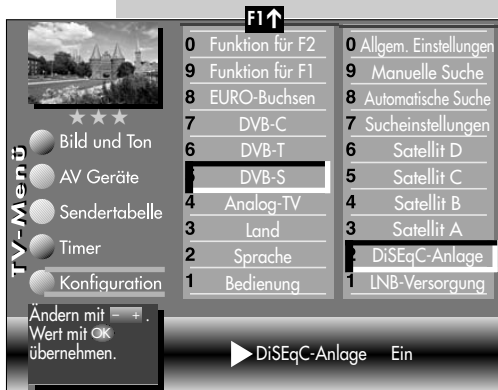 F1↑
TV-Menü
Bild und Ton
AV Geräte
Sendertabelle
Timer
Konfiguration
0 Funktion für F2
9 Funktion für F1
8 EURO-Buchsen
7 DVB-C
6 DVB-T
DVB-S
4 Analog-TV
3 Land
2 Sprache
1 Bedienung
0 Allgem. Einstellungen
9 Manuelle Suche
8 Automatische Suche
7 Sucheinstellungen
6 Satellit D
5 Satellit C
4 Satellit B
3 Satellit A
DiSEqC-Anlage
1 LNB-Versorgung
Ändern mit - + .
Wert mit OK
übernehmen.
DiSEqC-Anlage Ein